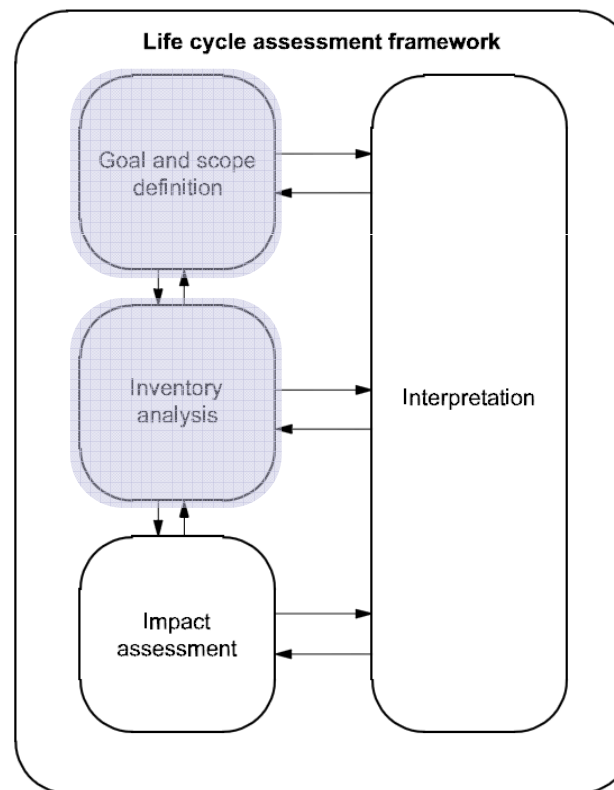 Life cycle assessment framework
Goal and scope
definition
Inventory
analysis
Interpretation
Impact
assessment